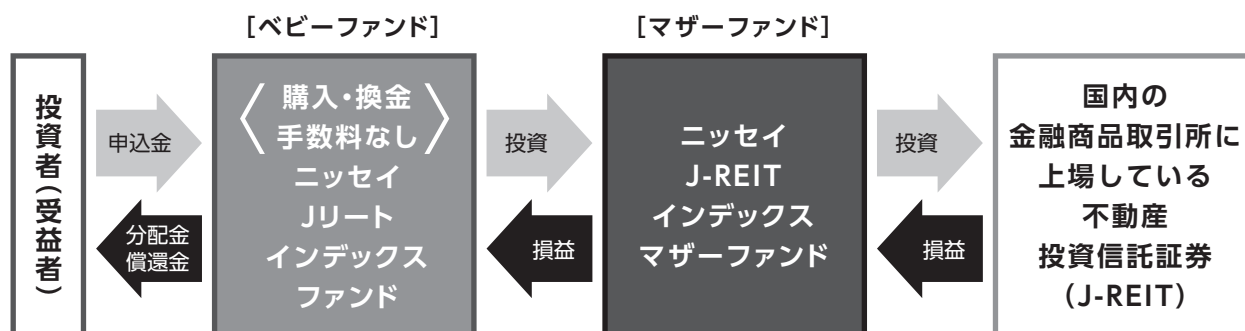 [ベビーファンド]
[マザーファンド]
投資者(受益者)
申込金
分配金
償還金
〈購入・換金
手数料なし〉
ニッセイ
Jリート
インデックス
ファンド
投資
損益
ニッセイ
J-REIT
インデックス
マザーファンド
投資
損益
国内の
金融商品取引所に
上場している
不動産
投資信託証券
(J-REIT)